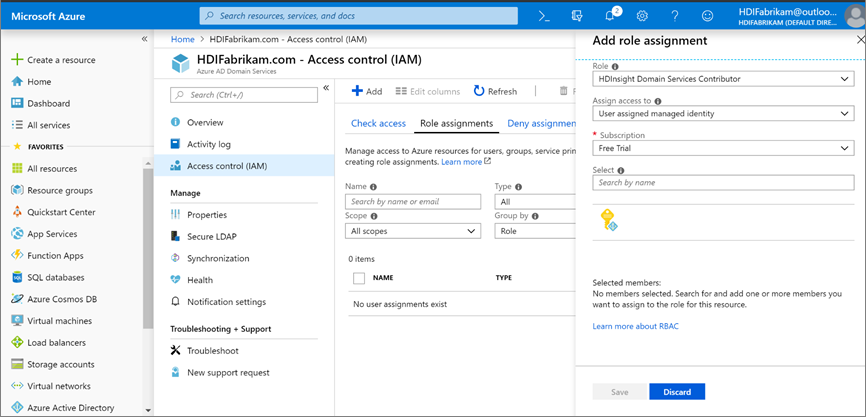 Microsoft Azure
Search resources, services, and docs
2
HDIFabrikam@outloo...
HDIFABRIKAM (DEFAULT DIRE...
«
Create a resource
Home
Dashboard
All services
FAVORITES
All resources
Resource groups
Quickstart Center
App Services
Function Apps
SQL databases
Azure Cosmos DB
Virtual machines
Load balancers
Storage accounts
Virtual networks
Azure Active Directory
Home > HDIFabrikam.com - Access control (IAM)
HDIFabrikam.com - Access control (IAM)
Azure AD Domain Services
Search (Ctrl+/)
«
Overview
Activity log
Access control (IAM)
Manage
Properties
Secure LDAP
Synchronization
Health
Notification settings
Troubleshooting + Support
Troubleshoot
New support request
Add
Edit columns
Refresh
R
Check access
Role assignments
Deny assignmen
Manage access to Azure resources for users, groups, service prin
creating role assignments. Learn more
Name
Type
Search by name or email
All
Scope
Group by
All scopes
Role
0 items
NAME
TYPE
No user assignments exist
Add role assignment
Role
HDInsight Domain Services Contributor
Assign access to
User assigned managed identity
* Subscription
Free Trial
Select
Search by name
Selected members:
No members selected. Search for and add one or more members you
want to assign to the role for this resource.
Learn more about RBAC
Save
Discard